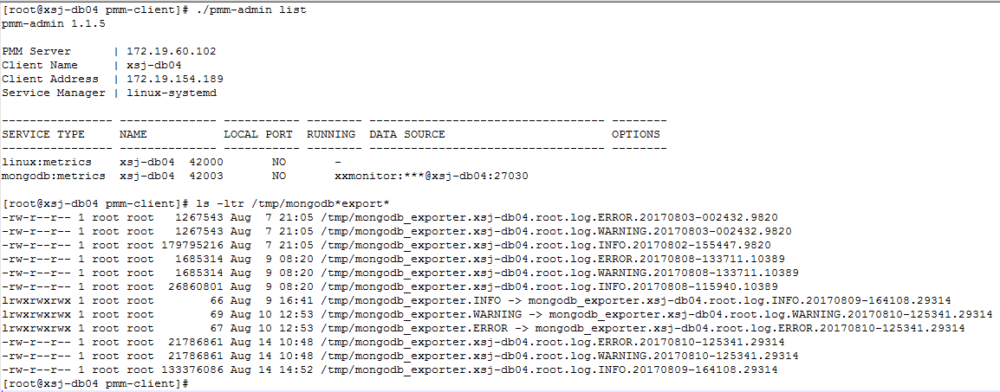 [root@xsj-db04 pmm-client]# ./pmm-admin list
pmm-admin 1.1.5
PMM Server      | 172.19.60.102
Client Name     | xsj-db04
Client Address  | 172.19.154.189
Service Manager | linux-systemd
---------------- -------------- ----------- -------- ---------------------------------- --------
SERVICE TYPE     NAME           LOCAL PORT  RUNNING  DATA SOURCE                        OPTIONS
---------------- -------------- ----------- -------- ---------------------------------- --------
linux:metrics    xsj-db04  42000       NO       -
mongodb:metrics  xsj-db04  42003       NO       xxmonitor:***@xsj-db04:27030
[root@xsj-db04 pmm-client]# ls -ltr /tmp/mongodb*export*
-rw-r--r-- 1 root root   1267543 Aug  7 21:05 /tmp/mongodb_exporter.xsj-db04.root.log.ERROR.20170803-002432.9820
-rw-r--r-- 1 root root   1267543 Aug  7 21:05 /tmp/mongodb_exporter.xsj-db04.root.log.WARNING.20170803-002432.9820
-rw-r--r-- 1 root root 179795216 Aug  7 21:05 /tmp/mongodb_exporter.xsj-db04.root.log.INFO.20170802-155447.9820
-rw-r--r-- 1 root root   1685314 Aug  9 08:20 /tmp/mongodb_exporter.xsj-db04.root.log.ERROR.20170808-133711.10389
-rw-r--r-- 1 root root   1685314 Aug  9 08:20 /tmp/mongodb_exporter.xsj-db04.root.log.WARNING.20170808-133711.10389
-rw-r--r-- 1 root root  26860801 Aug  9 08:20 /tmp/mongodb_exporter.xsj-db04.root.log.INFO.20170808-115940.10389
lrwxrwxrwx 1 root root        66 Aug  9 16:41 /tmp/mongodb_exporter.INFO -> mongodb_exporter.xsj-db04.root.log.INFO.20170809-164108.29314
lrwxrwxrwx 1 root root        69 Aug 10 12:53 /tmp/mongodb_exporter.WARNING -> mongodb_exporter.xsj-db04.root.log.WARNING.20170810-125341.29314
lrwxrwxrwx 1 root root        67 Aug 10 12:53 /tmp/mongodb_exporter.ERROR -> mongodb_exporter.xsj-db04.root.log.ERROR.20170810-125341.29314
-rw-r--r-- 1 root root  21786861 Aug 14 10:48 /tmp/mongodb_exporter.xsj-db04.root.log.ERROR.20170810-125341.29314
-rw-r--r-- 1 root root  21786861 Aug 14 10:48 /tmp/mongodb_exporter.xsj-db04.root.log.WARNING.20170810-125341.29314
-rw-r--r-- 1 root root 133376086 Aug 14 14:52 /tmp/mongodb_exporter.xsj-db04.root.log.INFO.20170809-164108.29314
[root@xsj-db04 pmm-client]#